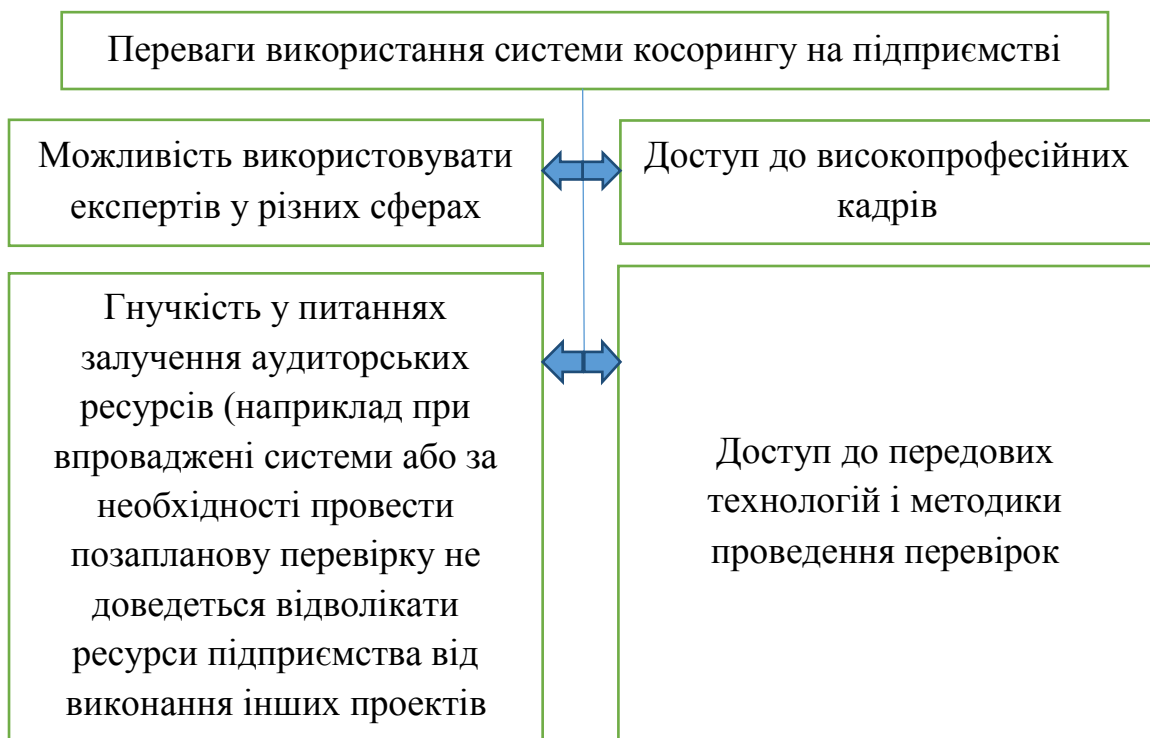 Переваги використання системи косорингу на підприємстві
Можливість використовувати
експертів у різних сферах
Доступ до високопрофесійних
кадрів
Гнучкість у питаннях
залучення аудиторських
ресурсів (наприклад при
впроваджені системи або за
необхідності провести
позапланову перевірку не
доведеться відволікати
ресурси підприємства від
виконання інших проектів
Доступ до передових
технологій і методики
проведення перевірок